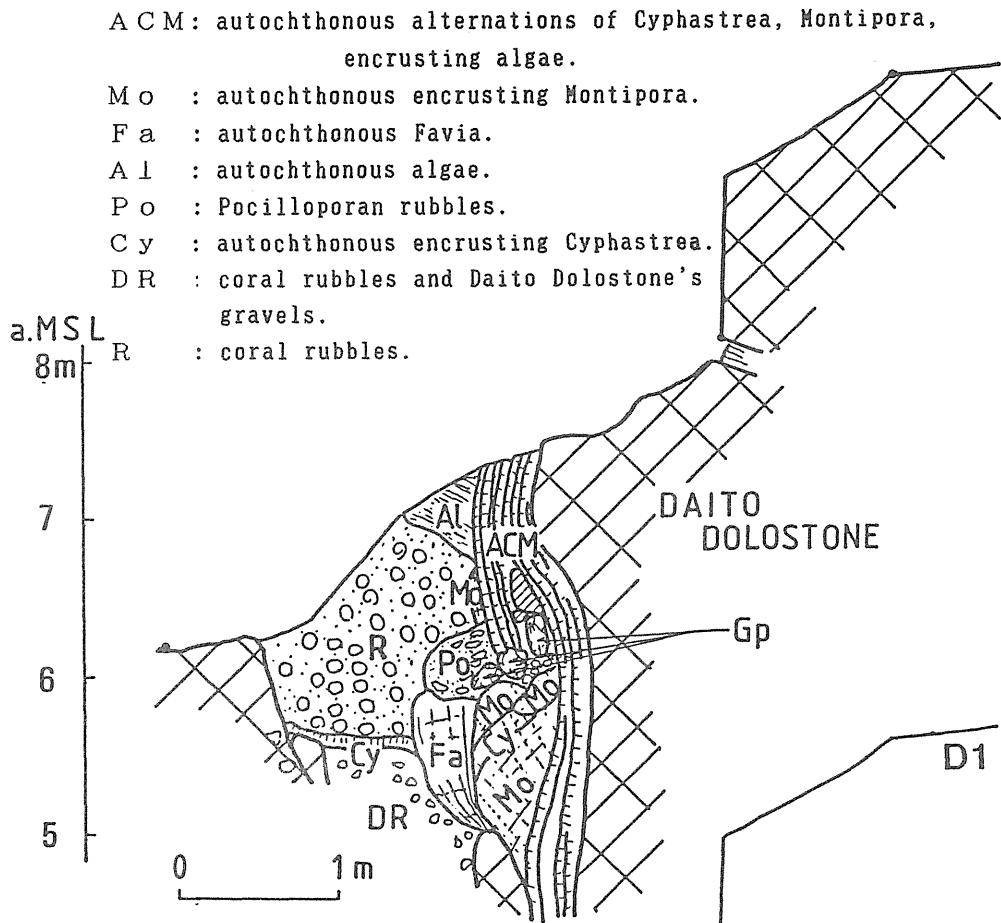 ACM: autochthonous alternations of Cyphastrea, Montipora,
encrusting algae.
Mo : autochthonous encrusting Montipora.
Fa : autochthonous Favia.
Al : autochthonous algae.
Po : Pocilloporan rubbles.
Cy : autochthonous encrusting Cyphastrea.
DR : coral rubbles and Daito Dolostone's
gravels.
R : coral rubbles.
a.MSL
8m
7
6
5
0 1m
Al
ACM
Mo
G
G
G
G
R
Po
Gp
Mo
Mo
Cy
Fa
Cy
Mo
DR
DAITO
DOLOSTONE
D1